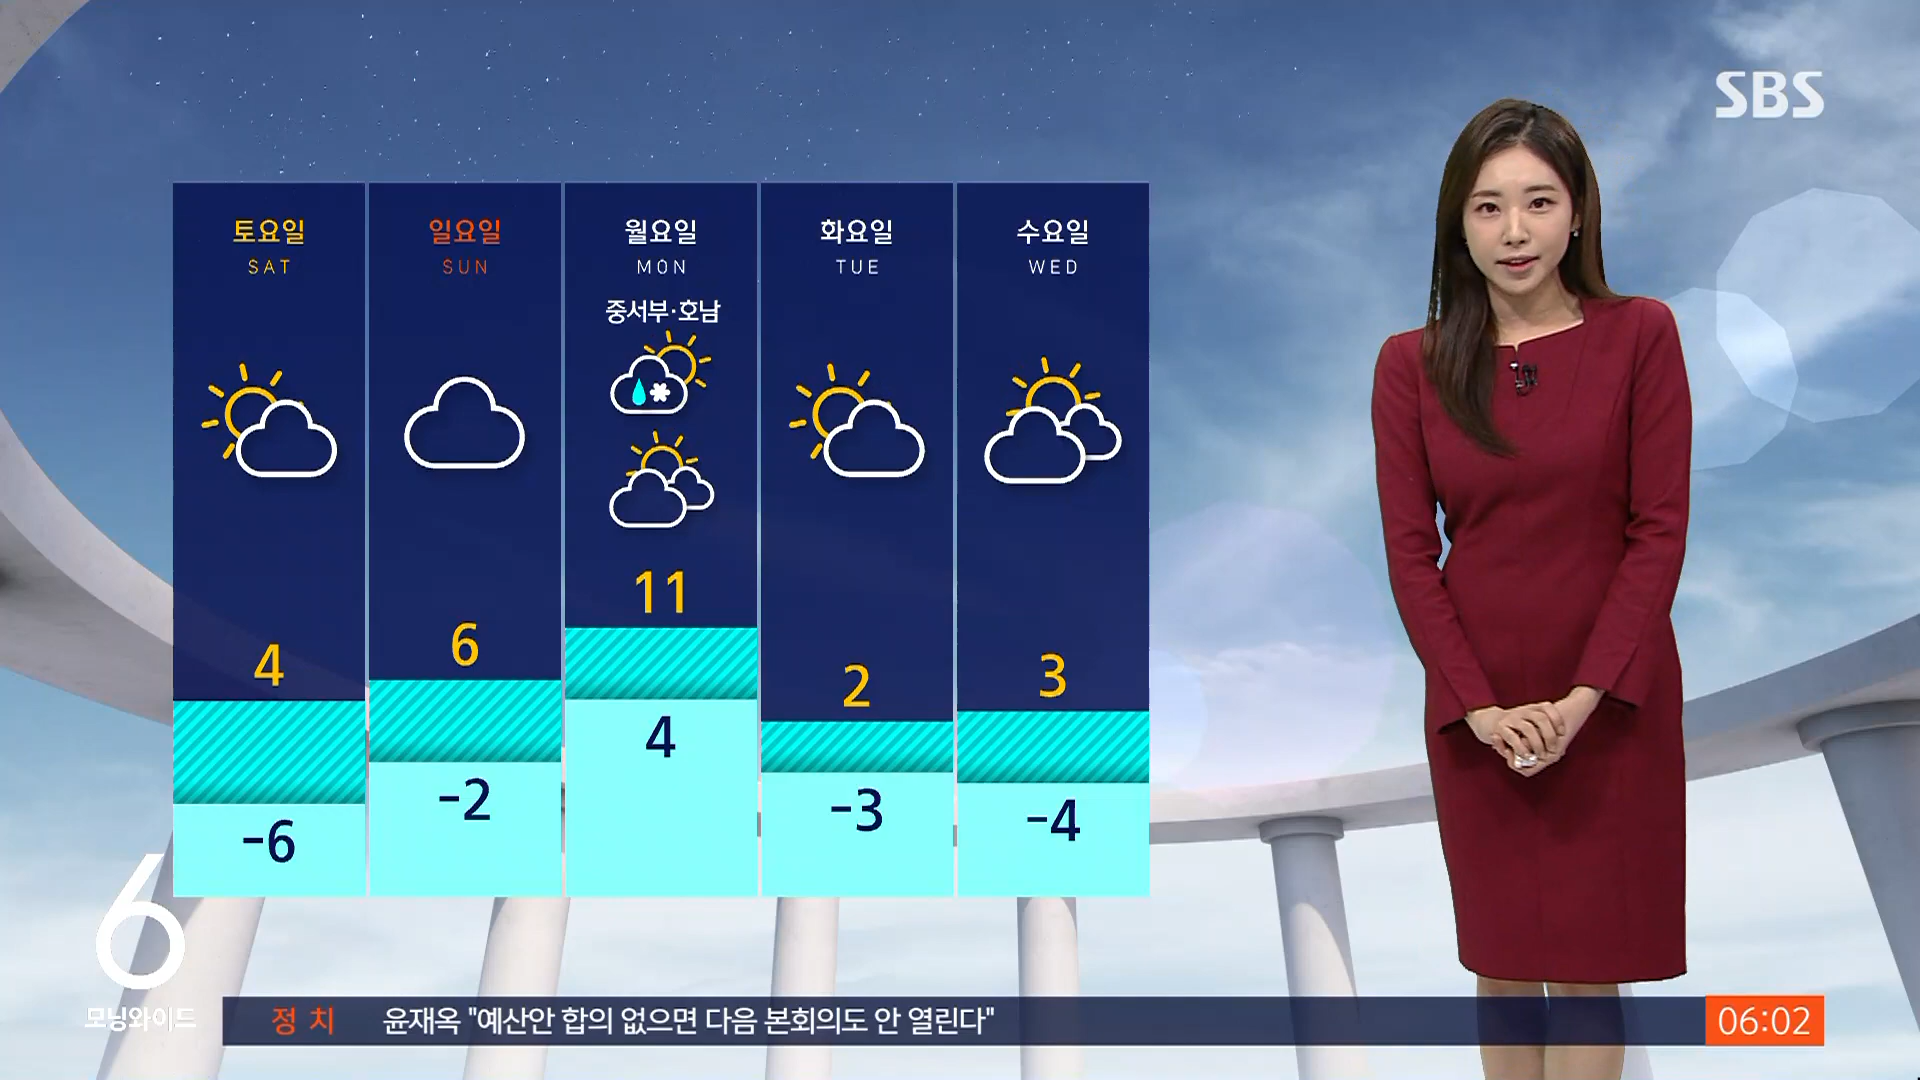 SBS
토요일
SAT
4
-6
일요일
SUN
6
-2
월요일
MON
중서부·호남
11
4
화요일
TUE
2
-3
수요일
WED
3
-4
6
모닝와이드
정치
윤재옥 "예산안 합의 없으면 다음 본회의도 안 열린다"
06:02